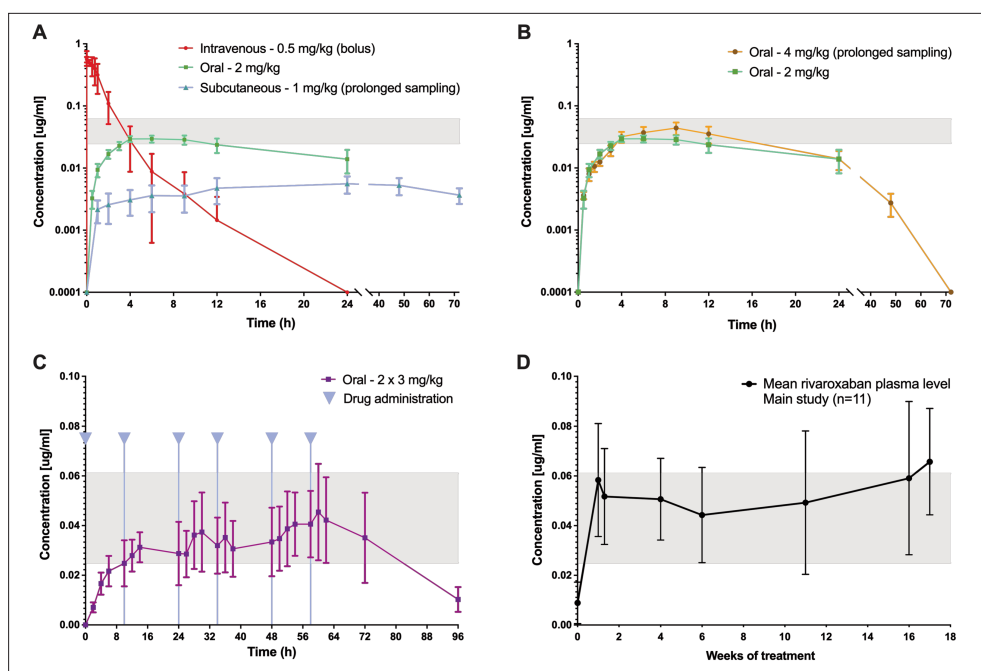 A
Intravenous - 0.5 mg/kg (bolus)
Oral - 2 mg/kg
Subcutaneous - 1 mg/kg (prolonged sampling)
Concentration [ug/ml]
1
0.1
0.01
0.001
0.0001
0 4 8 12 16 20 24 40 50 60 70
Time (h)
B
Oral - 4 mg/kg (prolonged sampling)
Oral - 2 mg/kg
Concentration [ug/ml]
1
0.1
0.01
0.001
0.0001
0 4 8 12 16 20 24 40 50 60 70
Time (h)
C
Oral - 2 x 3 mg/kg
Drug administration
Concentration [ug/ml]
0.10
0.08
0.06
0.04
0.02
0.00
0 8 16 24 32 40 48 56 64 72 80 88 96
Time (h)
D
Mean rivaroxaban plasma level
Main study (n=11)
Concentration [ug/ml]
0.10
0.08
0.06
0.04
0.02
0.00
0 2 4 6 8 10 12 14 16 18
Weeks of treatment